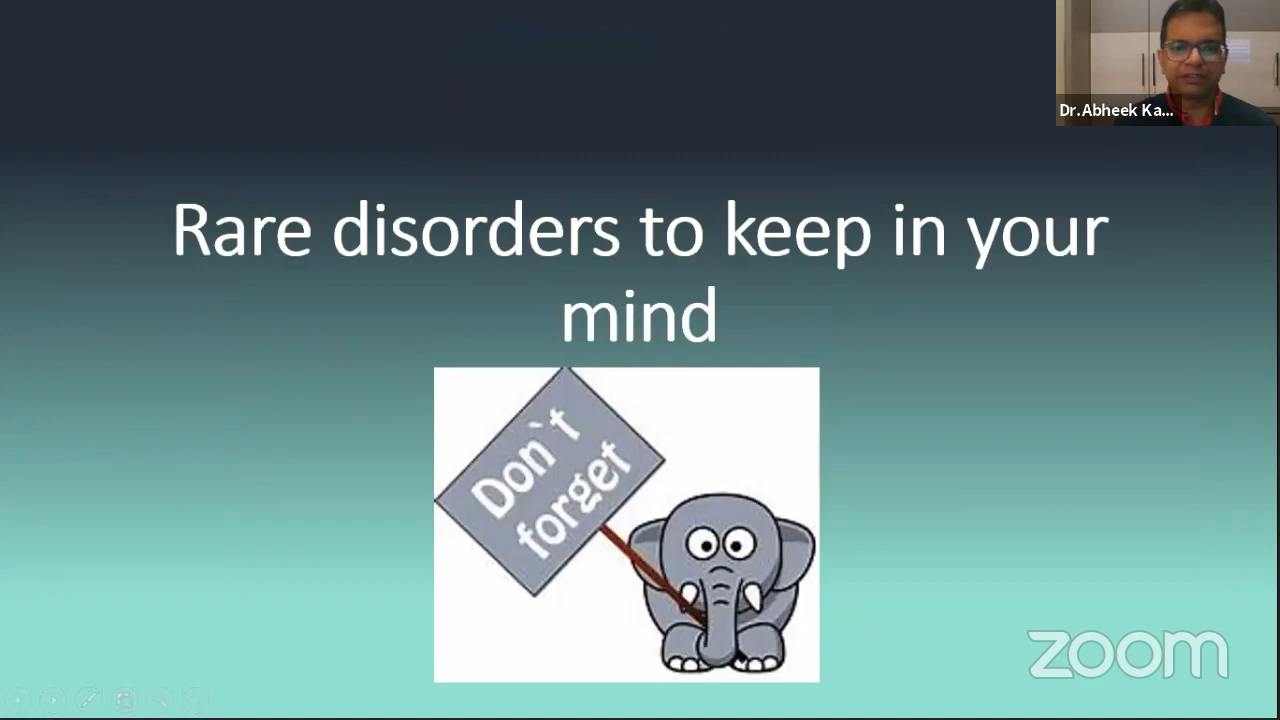 Dr.Abheek Ka...
Rare disorders to keep in your
mind
Don`t
forget
zoom